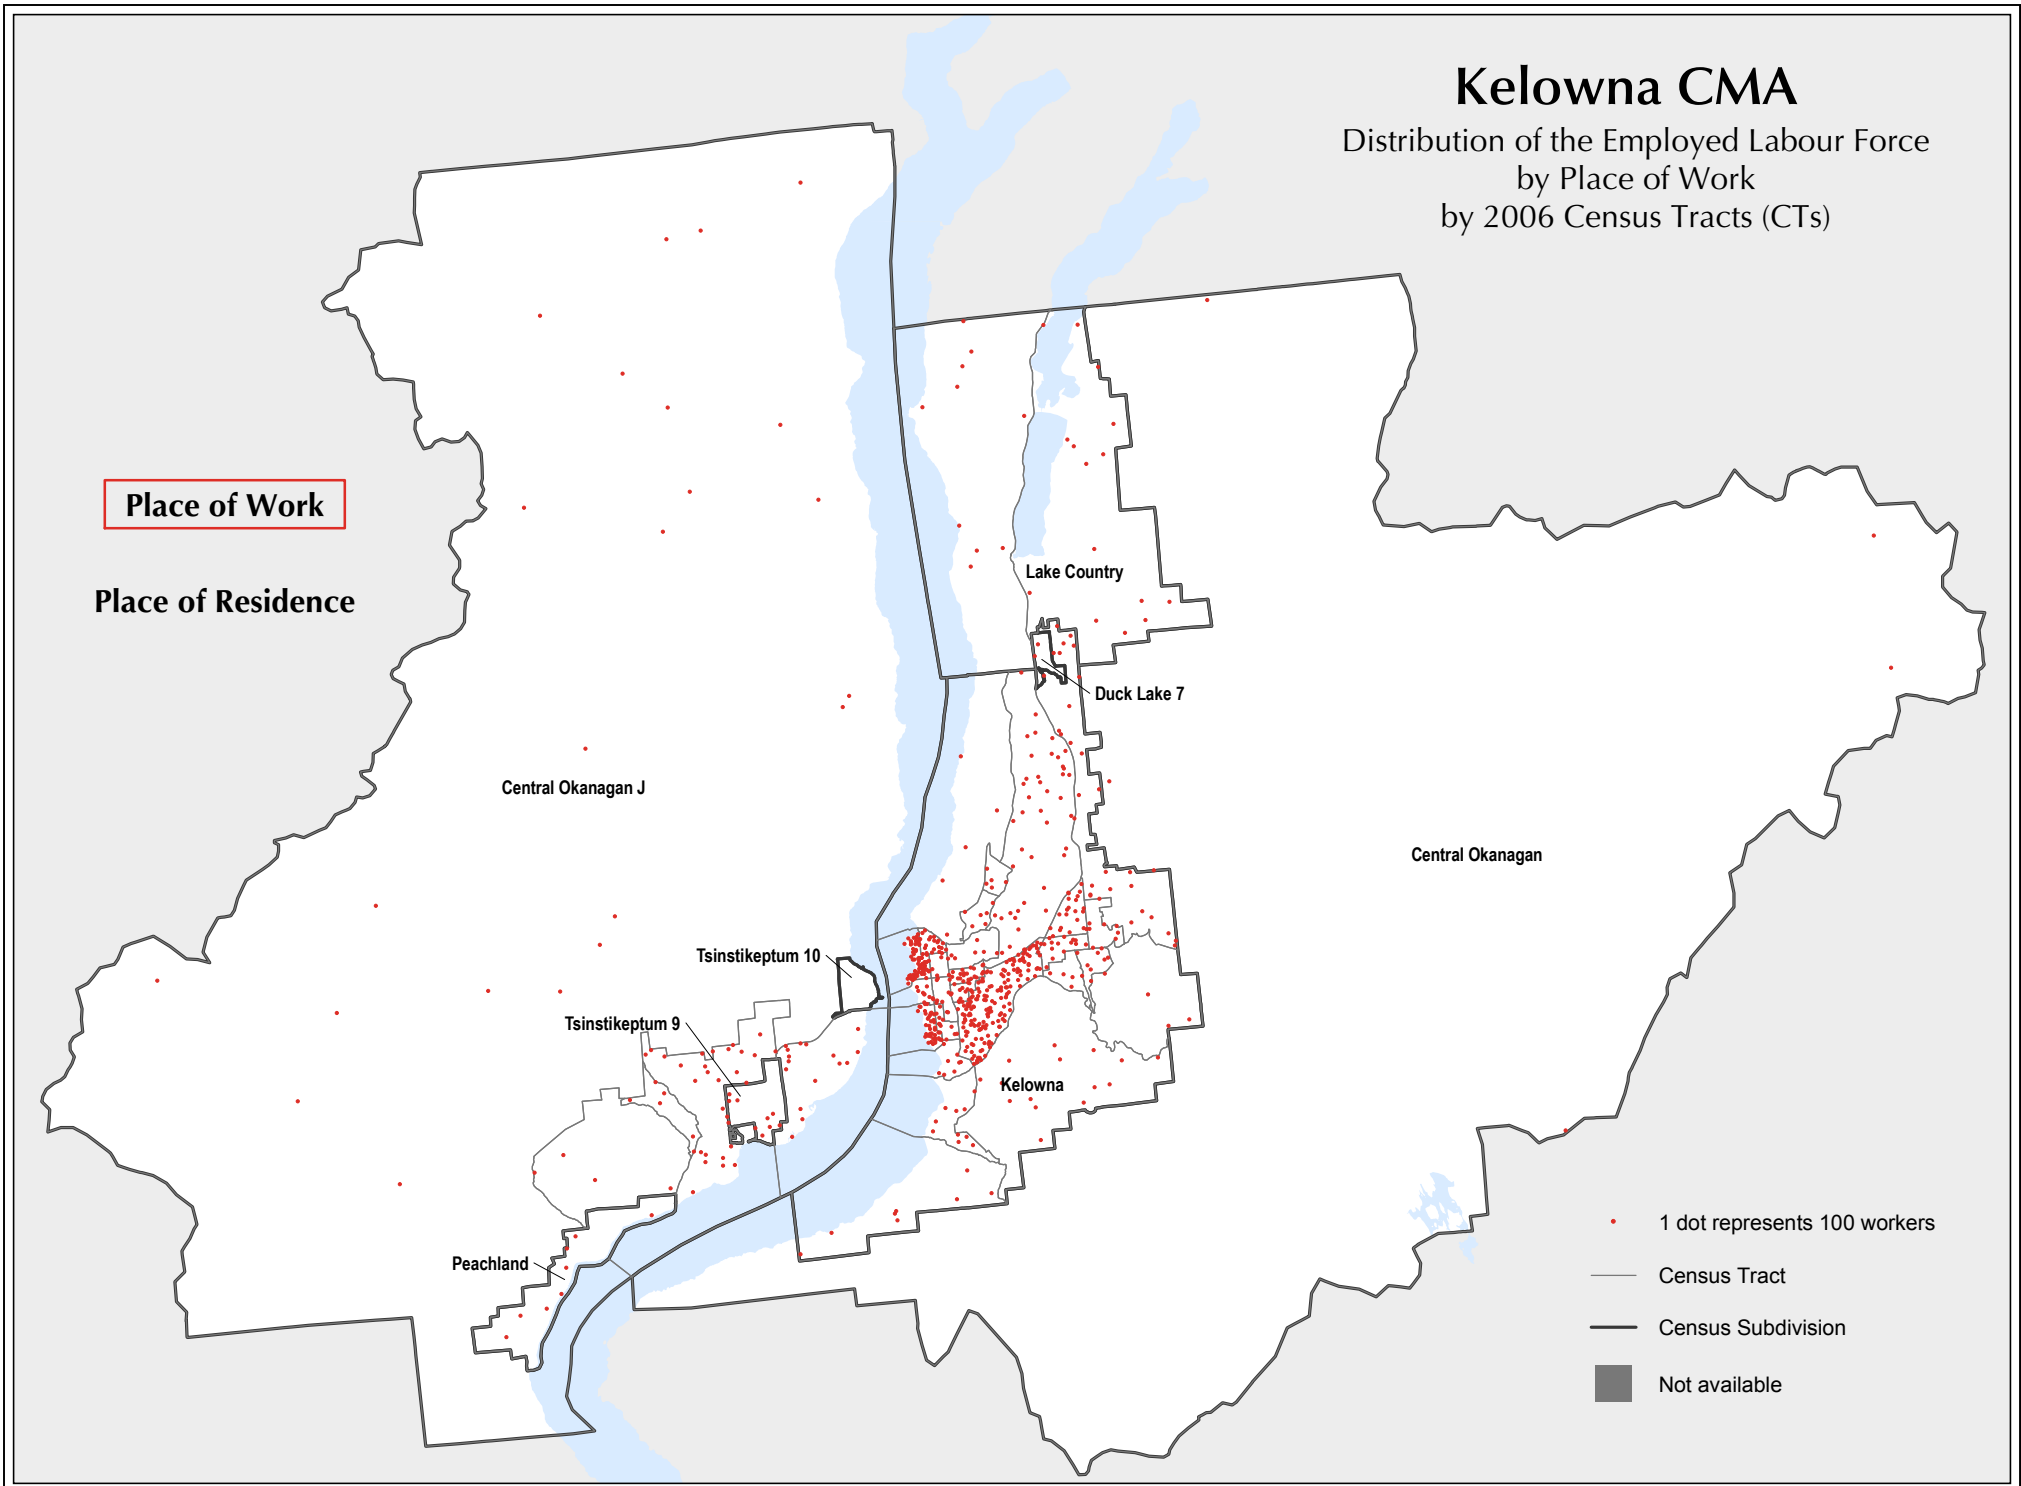 Kelowna CMA
Distribution of the Employed Labour Force
by Place of Work
by 2006 Census Tracts (CTs)
Place of Work
Place of Residence
Lake Country
Duck Lake 7
Central Okanagan J
Central Okanagan
Tsinstikeptum 10
Tsinstikeptum 9
Kelowna
Peachland
1 dot represents 100 workers
Census Tract
Census Subdivision
Not available